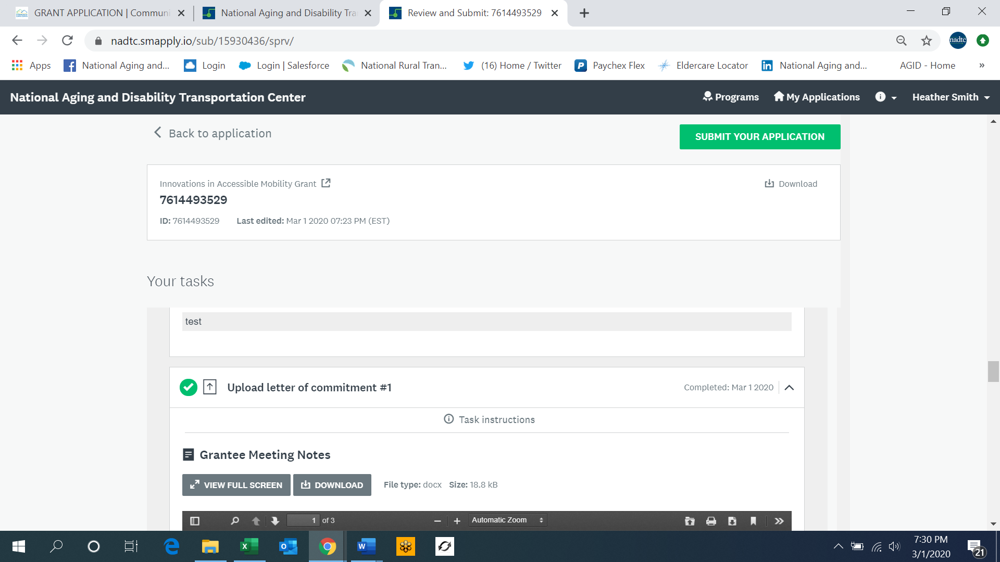 GRANT APPLICATION | Communi
National Aging and Disability Tra
Review and Submit: 7614493529
nadtc.smapply.io/sub/15930436/sprv/
nadtc
Apps
National Aging and...
Login
Login | Salesforce
National Rural Tran...
(16) Home / Twitter
Paychex Flex
Eldercare Locator
National Aging and...
AGID - Home
»
National Aging and Disability Transportation Center
Programs
My Applications
Heather Smith
Back to application
SUBMIT YOUR APPLICATION
Innovations in Accessible Mobility Grant
Download
7614493529
ID: 7614493529 Last edited: Mar 1 2020 07:23 PM (EST)
Your tasks
test
Upload letter of commitment #1
Completed: Mar 1 2020
Task instructions
Grantee Meeting Notes
VIEW FULL SCREEN
DOWNLOAD
File type: docx Size: 18.8 kB
1 of 3
Automatic Zoom
7:30 PM
3/1/2020
21